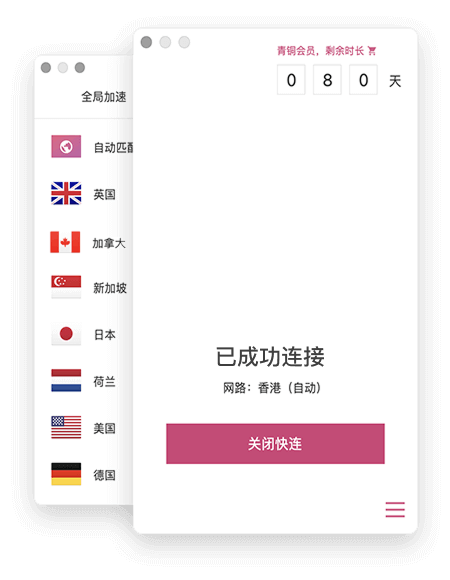 全局加速
自动匹配
英国
加拿大
新加坡
日本
荷兰
美国
德国
青铜会员，剩余时长
0 8 0 天
已成功连接
网路：香港（自动）
关闭快连